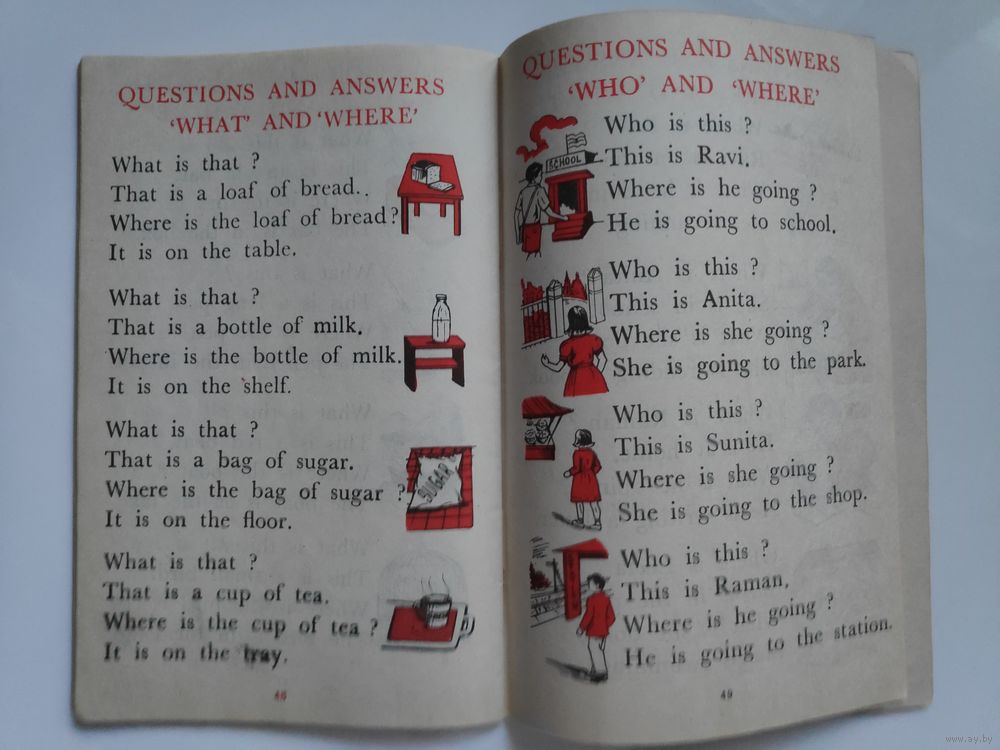 QUESTIONS AND ANSWERS
‘WHAT’ AND ‘WHERE’
What is that ?
That is a loaf of bread..
Where is the loaf of bread?
It is on the table.
What is that ?
That is a bottle of milk.
Where is the bottle of milk.
It is on the shelf.
What is that ?
That is a bag of sugar.
Where is the bag of sugar ?
It is on the floor.
SUGAR
What is that ?
That is a cup of tea.
Where is the cup of tea ?
It is on the tray.
48
QUESTIONS AND ANSWERS
‘WHO’ AND ‘WHERE’
SCHOOL
Who is this ?
This is Ravi.
Where is he going ?
He is going to school.
Who is this ?
This is Anita.
Where is she going ?
She is going to the park.
Who is this ?
This is Sunita.
Where is she going ?
She is going to the shop.
Who is this ?
This is Raman.
Where is he going ?
He is going to the station.
49
www.ay.by